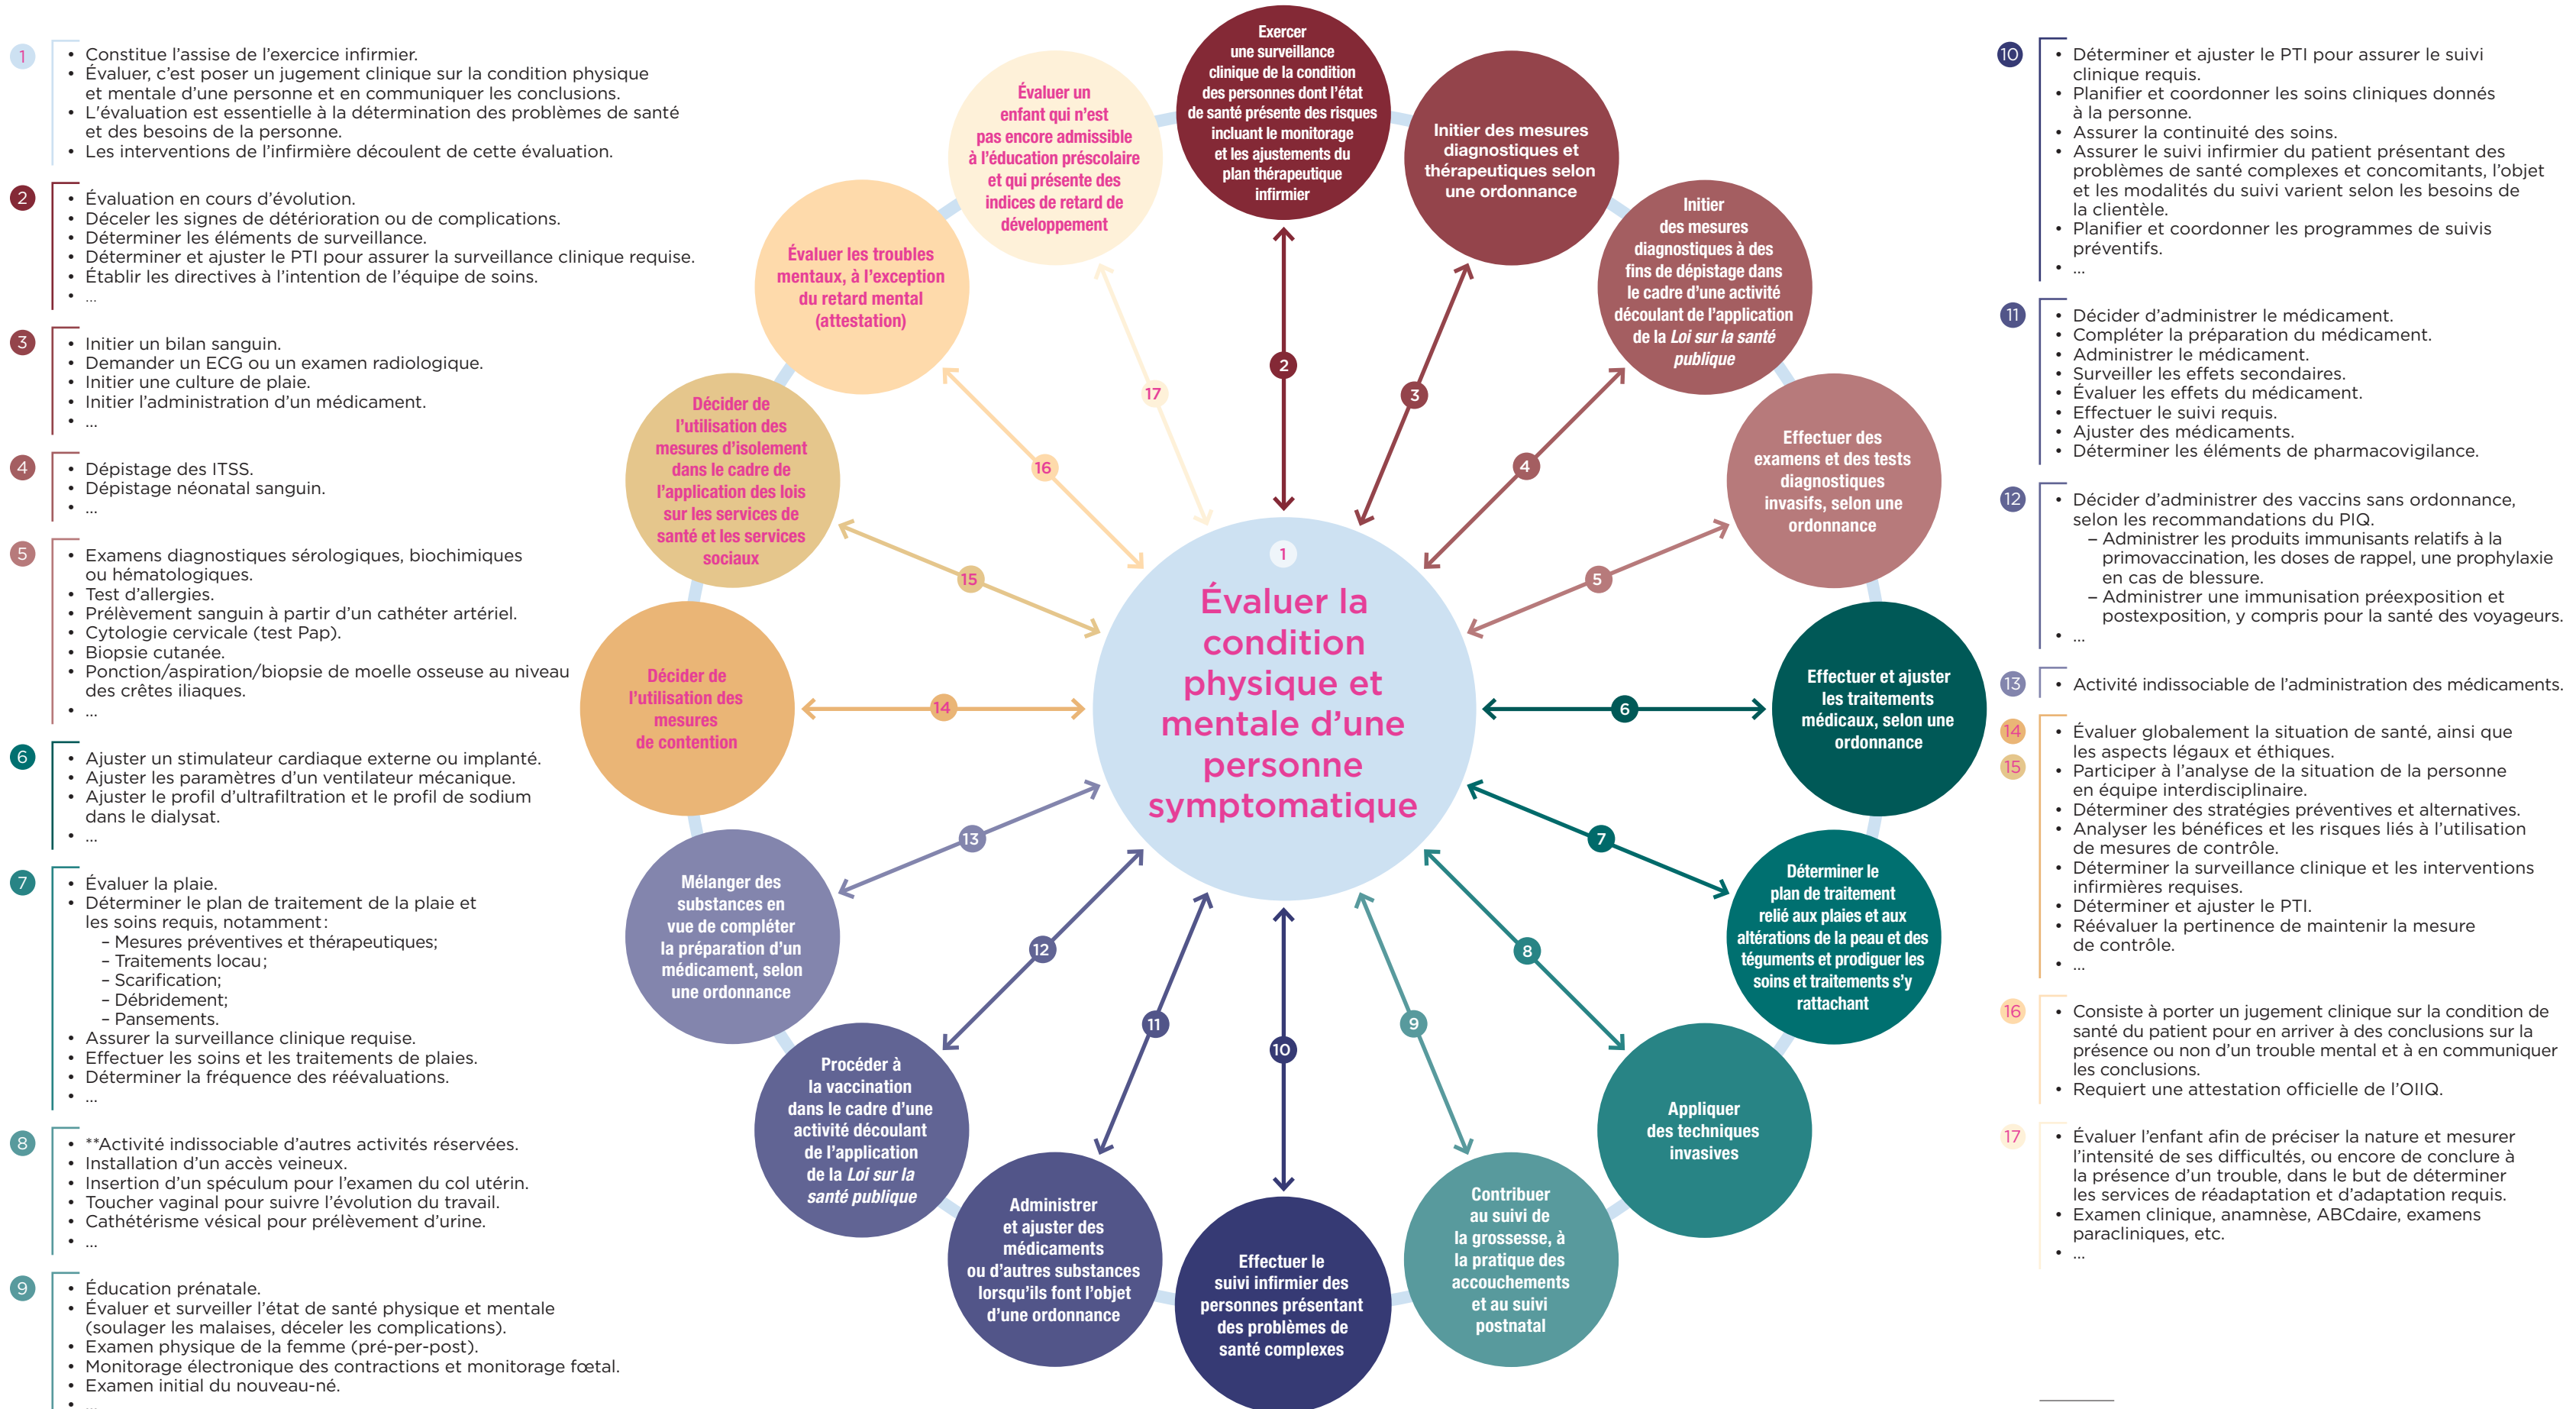 1
• Constitue l'assise de l'exercice infirmier.
• Évaluer, c'est poser un jugement clinique sur la condition physique
et mentale d'une personne et en communiquer les conclusions.
• L'évaluation est essentielle à la détermination des problèmes de santé
et des besoins de la personne.
• Les interventions de l'infirmière découlent de cette évaluation.
2
• Évaluation en cours d'évolution.
• Déceler les signes de détérioration ou de complications.
• Déterminer les éléments de surveillance.
• Déterminer et ajuster le PTI pour assurer la surveillance clinique requise.
• Établir les directives à l'intention de l'équipe de soins.
• ...
3
• Initier un bilan sanguin.
• Demander un ECG ou un examen radiologique.
• Initier une culture de plaie.
• Initier l'administration d'un médicament.
• ...
4
• Dépistage des ITSS.
• Dépistage néonatal sanguin.
• ...
5
• Examens diagnostiques sérologiques, biochimiques
ou hématologiques.
• Test d'allergies.
• Prélèvement sanguin à partir d'un cathéter artériel.
• Cytologie cervicale (test Pap).
• Biopsie cutanée.
• Ponction/aspiration/biopsie de moelle osseuse au niveau
des crêtes iliaques.
• ...
6
• Ajuster un stimulateur cardiaque externe ou implanté.
• Ajuster les paramètres d'un ventilateur mécanique.
• Ajuster le profil d'ultrafiltration et le profil de sodium
dans le dialysat.
• ...
7
• Évaluer la plaie.
• Déterminer le plan de traitement de la plaie et
les soins requis, notamment :
– Mesures préventives et thérapeutiques;
– Traitements locau;
– Scarification;
– Débridement;
– Pansements.
• Assurer la surveillance clinique requise.
• Effectuer les soins et les traitements de plaies.
• Déterminer la fréquence des réévaluations.
• ...
8
• **Activité indissociable d'autres activités réservées.
• Installation d'un accès veineux.
• Insertion d'un spéculum pour l'examen du col utérin.
• Toucher vaginal pour suivre l'évolution du travail.
• Cathétérisme vésical pour prélèvement d'urine.
• ...
9
• Éducation prénatale.
• Évaluer et surveiller l'état de santé physique et mentale
(soulager les malaises, déceler les complications).
• Examen physique de la femme (pré-per-post).
• Monitorage électronique des contractions et monitorage fœtal.
• Examen initial du nouveau-né.
• ...
1
Évaluer la
condition
physique et
mentale d'une
personne
symptomatique
2
Exercer
une surveillance
clinique de la condition
des personnes dont l'état
de santé présente des risques
incluant le monitorage
et les ajustements du
plan thérapeutique
infirmier
3
Initier des mesures
diagnostiques et
thérapeutiques selon
une ordonnance
4
Initier
des mesures
diagnostiques à des
fins de dépistage dans
le cadre d'une activité
découlant de l'application
de la Loi sur la santé
publique
5
Effectuer des
examens et des tests
diagnostiques
invasifs, selon une
ordonnance
6
Effectuer et ajuster
les traitements
médicaux, selon une
ordonnance
7
Déterminer le
plan de traitement
relié aux plaies et aux
altérations de la peau et des
téguments et prodiguer les
soins et traitements s'y
rattachant
8
Appliquer
des techniques
invasives
9
Contribuer
au suivi de
la grossesse, à
la pratique des
accouchements
et au suivi
postnatal
10
Effectuer le
suivi infirmier des
personnes présentant
des problèmes de
santé complexes
11
Administrer
et ajuster des
médicaments
ou d'autres substances
lorsqu'ils font l'objet
d'une ordonnance
12
Procéder à
la vaccination
dans le cadre d'une
activité découlant
de l'application
de la Loi sur la
santé publique
13
Mélanger des
substances en
vue de compléter
la préparation d'un
médicament, selon
une ordonnance
14
Décider de
l'utilisation des
mesures
de contention
15
Décider de
l'utilisation des
mesures d'isolement
dans le cadre de
l'application des lois
sur les services de
santé et les services
sociaux
16
Évaluer les troubles
mentaux, à l'exception
du retard mental
(attestation)
17
Évaluer un
enfant qui n'est
pas encore admissible
à l'éducation préscolaire
et qui présente des
indices de retard de
développement
10
• Déterminer et ajuster le PTI pour assurer le suivi
clinique requis.
• Planifier et coordonner les soins cliniques donnés
à la personne.
• Assurer la continuité des soins.
• Assurer le suivi infirmier du patient présentant des
problèmes de santé complexes et concomitants, l'objet
et les modalités du suivi varient selon les besoins de
la clientèle.
• Planifier et coordonner les programmes de suivis
préventifs.
• ...
11
• Décider d'administrer le médicament.
• Compléter la préparation du médicament.
• Administrer le médicament.
• Surveiller les effets secondaires.
• Évaluer les effets du médicament.
• Effectuer le suivi requis.
• Ajuster des médicaments.
• Déterminer les éléments de pharmacovigilance.
12
• Décider d'administrer des vaccins sans ordonnance,
selon les recommandations du PIQ.
– Administrer les produits immunisants relatifs à la
primovaccination, les doses de rappel, une prophylaxie
en cas de blessure.
– Administrer une immunisation préexposition et
postexposition, y compris pour la santé des voyageurs.
• ...
13
• Activité indissociable de l'administration des médicaments.
14
15
• Évaluer globalement la situation de santé, ainsi que
les aspects légaux et éthiques.
• Participer à l'analyse de la situation de la personne
en équipe interdisciplinaire.
• Déterminer des stratégies préventives et alternatives.
• Analyser les bénéfices et les risques liés à l'utilisation
de mesures de contrôle.
• Déterminer la surveillance clinique et les interventions
infirmières requises.
• Déterminer et ajuster le PTI.
• Réévaluer la pertinence de maintenir la mesure
de contrôle.
• ...
16
• Consiste à porter un jugement clinique sur la condition de
santé du patient pour en arriver à des conclusions sur la
présence ou non d'un trouble mental et à en communiquer
les conclusions.
• Requiert une attestation officielle de l'OIIQ.
17
• Évaluer l'enfant afin de préciser la nature et mesurer
l'intensité de ses difficultés, ou encore de conclure à
la présence d'un trouble, dans le but de déterminer
les services de réadaptation et d'adaptation requis.
• Examen clinique, anamnèse, ABCdaire, examens
paracliniques, etc.
• ...